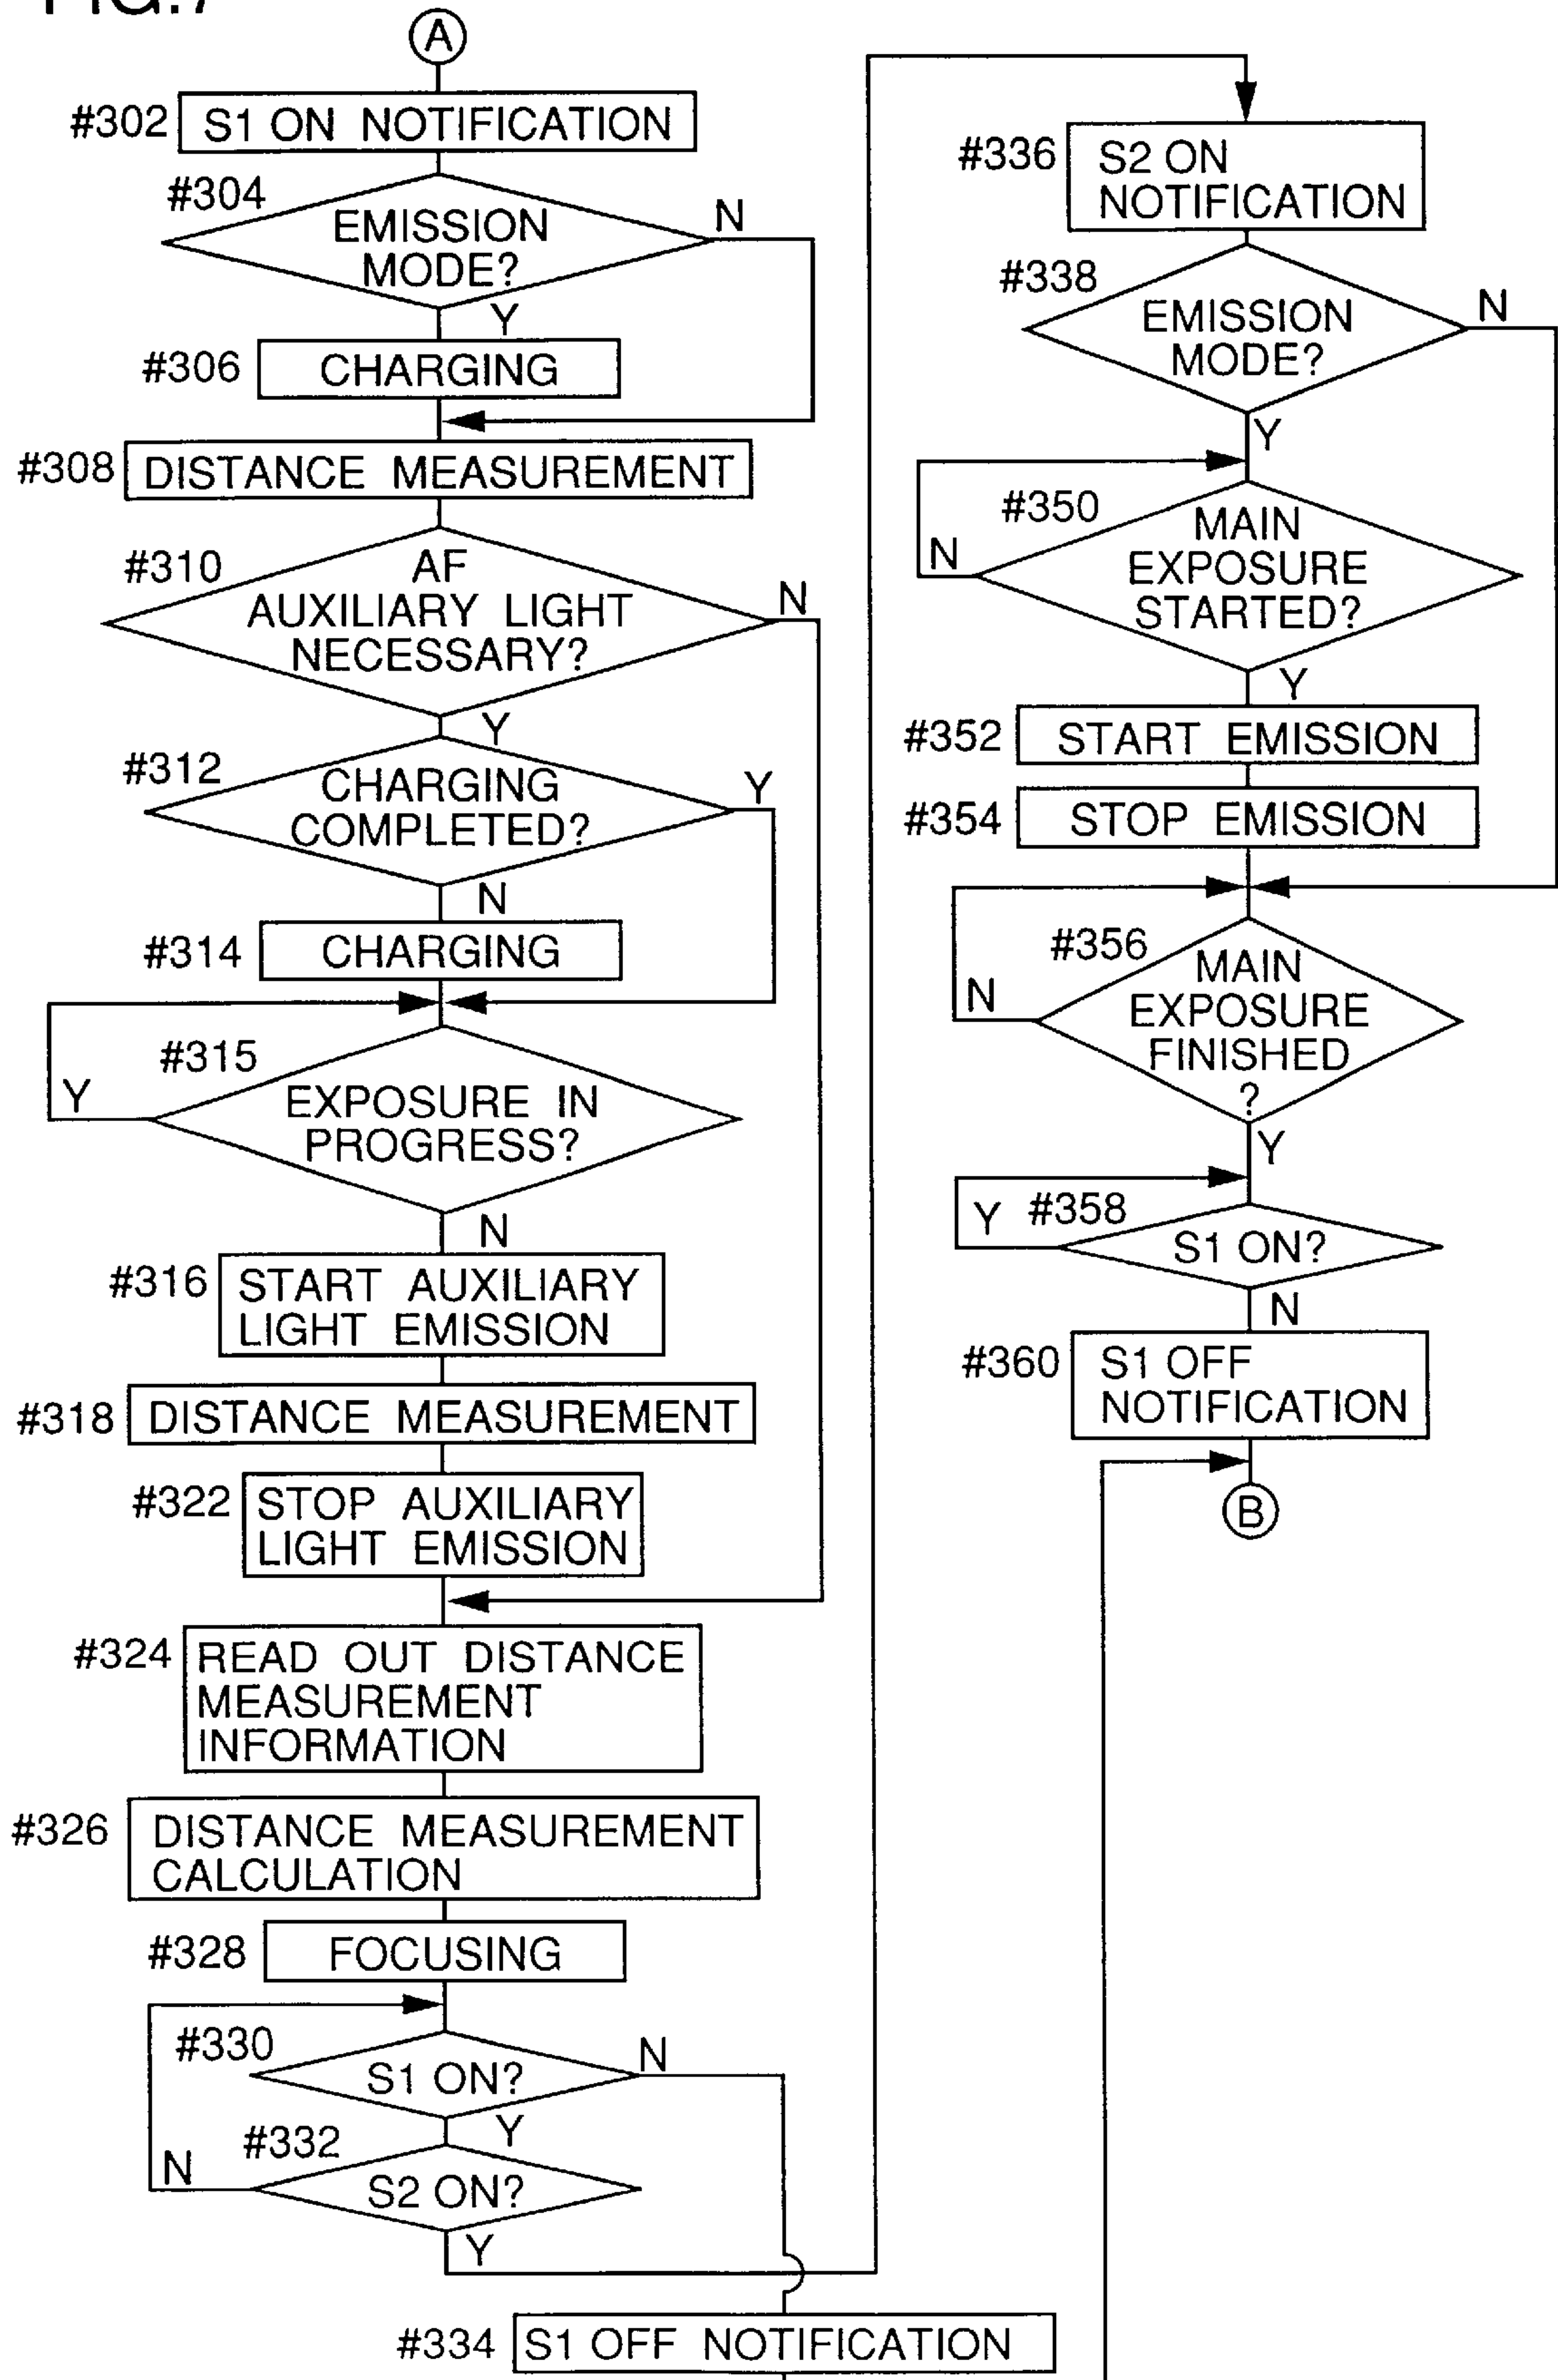 FIG.7
A
#302
S1 ON NOTIFICATION
#304
EMISSION
MODE?
N
Y
#306
CHARGING
#308
DISTANCE MEASUREMENT
#310
AF
AUXILIARY LIGHT
NECESSARY?
N
Y
#312
CHARGING
COMPLETED?
Y
N
#314
CHARGING
#315
EXPOSURE IN
PROGRESS?
Y
N
#316
START AUXILIARY
LIGHT EMISSION
#318
DISTANCE MEASUREMENT
#322
STOP AUXILIARY
LIGHT EMISSION
#324
READ OUT DISTANCE
MEASUREMENT
INFORMATION
#326
DISTANCE MEASUREMENT
CALCULATION
#328
FOCUSING
#330
S1 ON?
N
Y
#332
S2 ON?
N
Y
#334
S1 OFF NOTIFICATION
#336
S2 ON
NOTIFICATION
#338
EMISSION
MODE?
N
Y
#350
MAIN
EXPOSURE
STARTED?
N
Y
#352
START EMISSION
#354
STOP EMISSION
#356
MAIN
EXPOSURE
FINISHED
?
N
Y
#358
S1 ON?
Y
N
#360
S1 OFF
NOTIFICATION
B